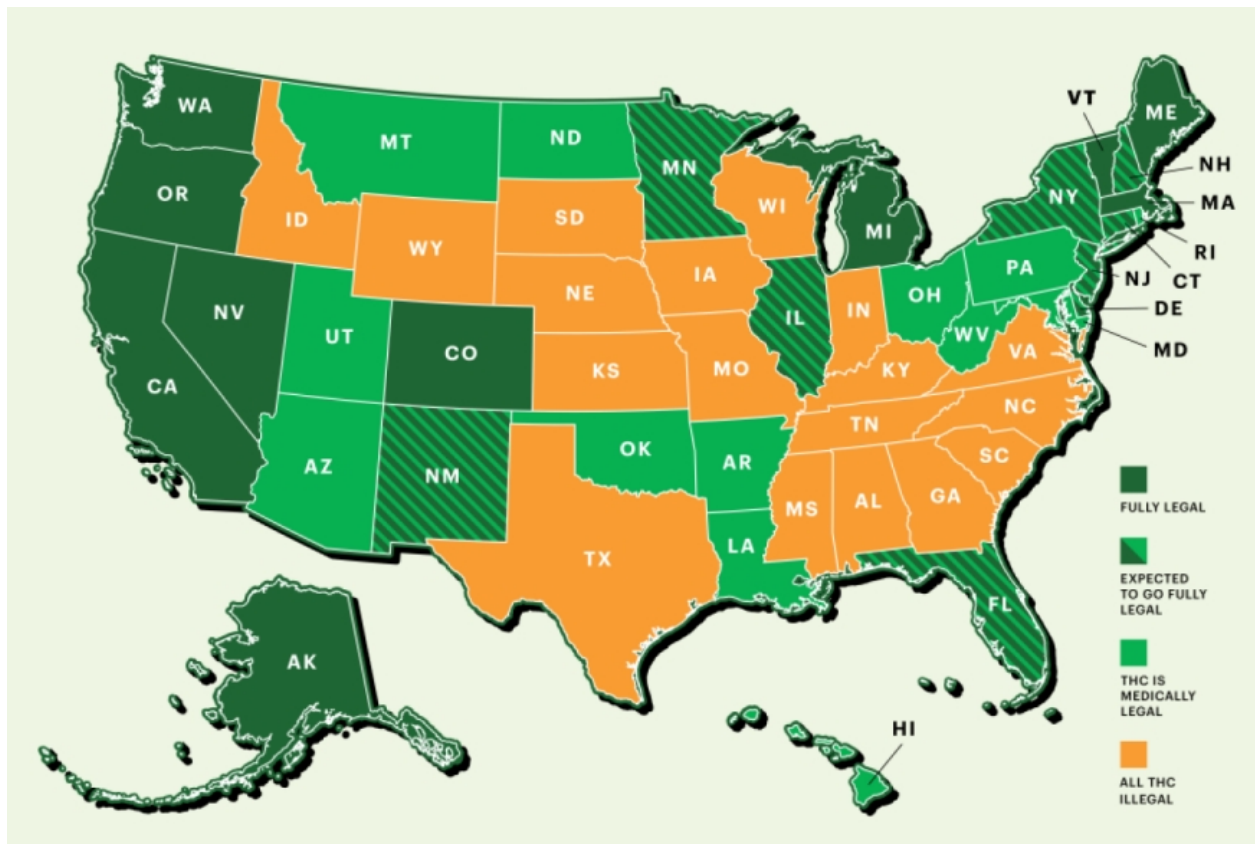 WA
MT
ND
MN
VT
ME
NH
OR
ID
SD
WI
NY
MA
WY
MI
RI
IA
PA
NJ
CT
NE
OH
NV
IL
IN
DE
UT
WV
CO
VA
MD
CA
KS
MO
KY
NC
TN
OK
AR
SC
AZ
NM
MS
AL
GA
LA
TX
FL
AK
HI
FULLY LEGAL
EXPECTED
TO GO FULLY
LEGAL
THC IS
MEDICALLY
LEGAL
ALL THC
ILLEGAL